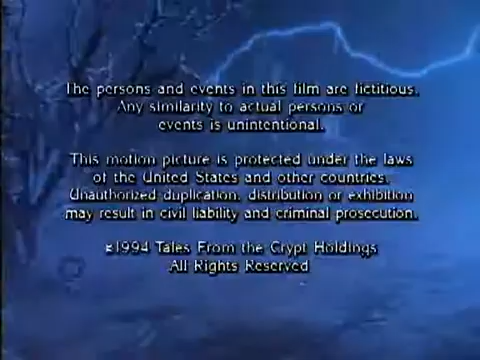 The persons and events in this film are fictitious.
Any similarity to actual persons or
events is unintentional.
This motion picture is protected under the laws
of the United States and other countries.
Unauthorized duplication, distribution or exhibition
may result in civil liability and criminal prosecution.
©1994 Tales From the Crypt Holdings
All Rights Reserved